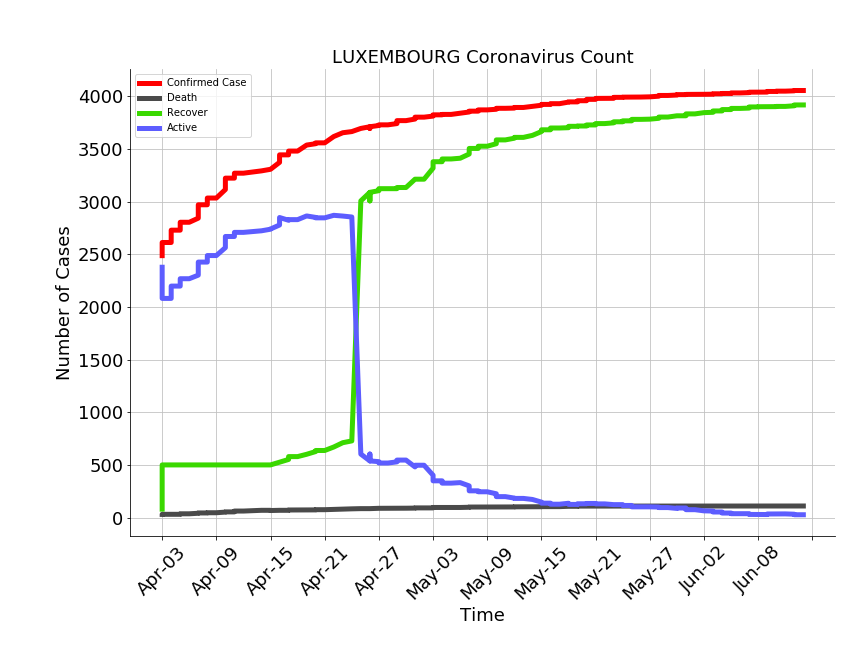 LUXEMBOURG Coronavirus Count
Confirmed Case
Death
Recover
Active
4000
3500
3000
2500
2000
1500
1000
500
0
Number of Cases
Apr-03
Apr-09
Apr-15
Apr-21
Apr-27
May-03
May-09
May-15
May-21
May-27
Jun-02
Jun-08
Time